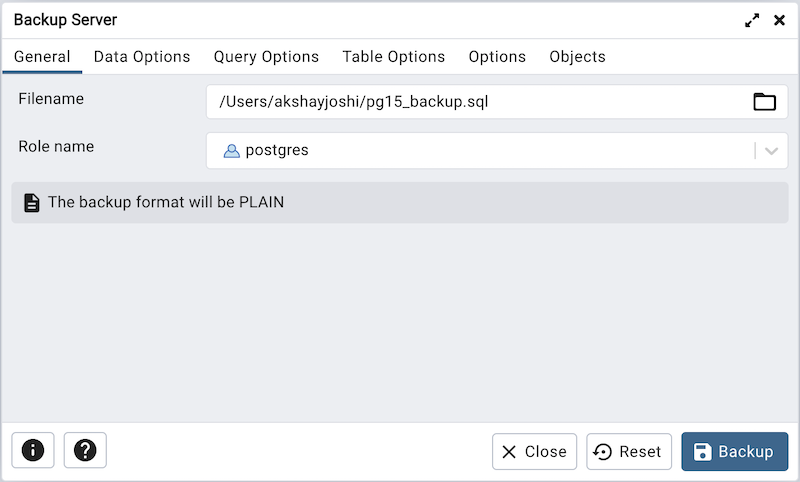 Backup Server
General Data Options Query Options Table Options Options Objects
Filename /Users/akshayjoshi/pg15_backup.sql
Role name postgres
The backup format will be PLAIN
Close Reset Backup